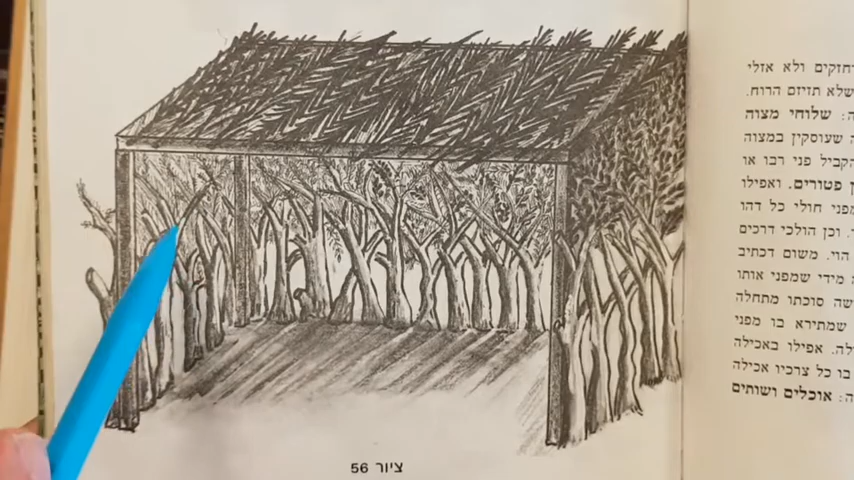 חזקים ולא אזלי
שלא תזיזם הרוח.
שלוחי מצוה
שעוסקין במצוה
הקביל פני רבו או
פטורים. ואפילו
מפני חולי כל דהו
וכן הולכי דרכים
הוי. משום דכתיב
מידי שמפני אותו
שה סוכתו מתחלה
שמתירא בו מפני
לה. אפילו באכילה
בו כל צרכיו אכילה
ה: אוכלים ושותים
ציור 56